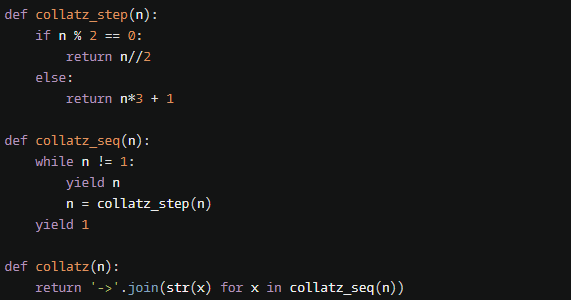 def collatz_step(n):
    if n % 2 == 0:
        return n//2
    else:
        return n*3 + 1

def collatz_seq(n):
    while n != 1:
        yield n
        n = collatz_step(n)
    yield 1

def collatz(n):
    return '->'.join(str(x) for x in collatz_seq(n))